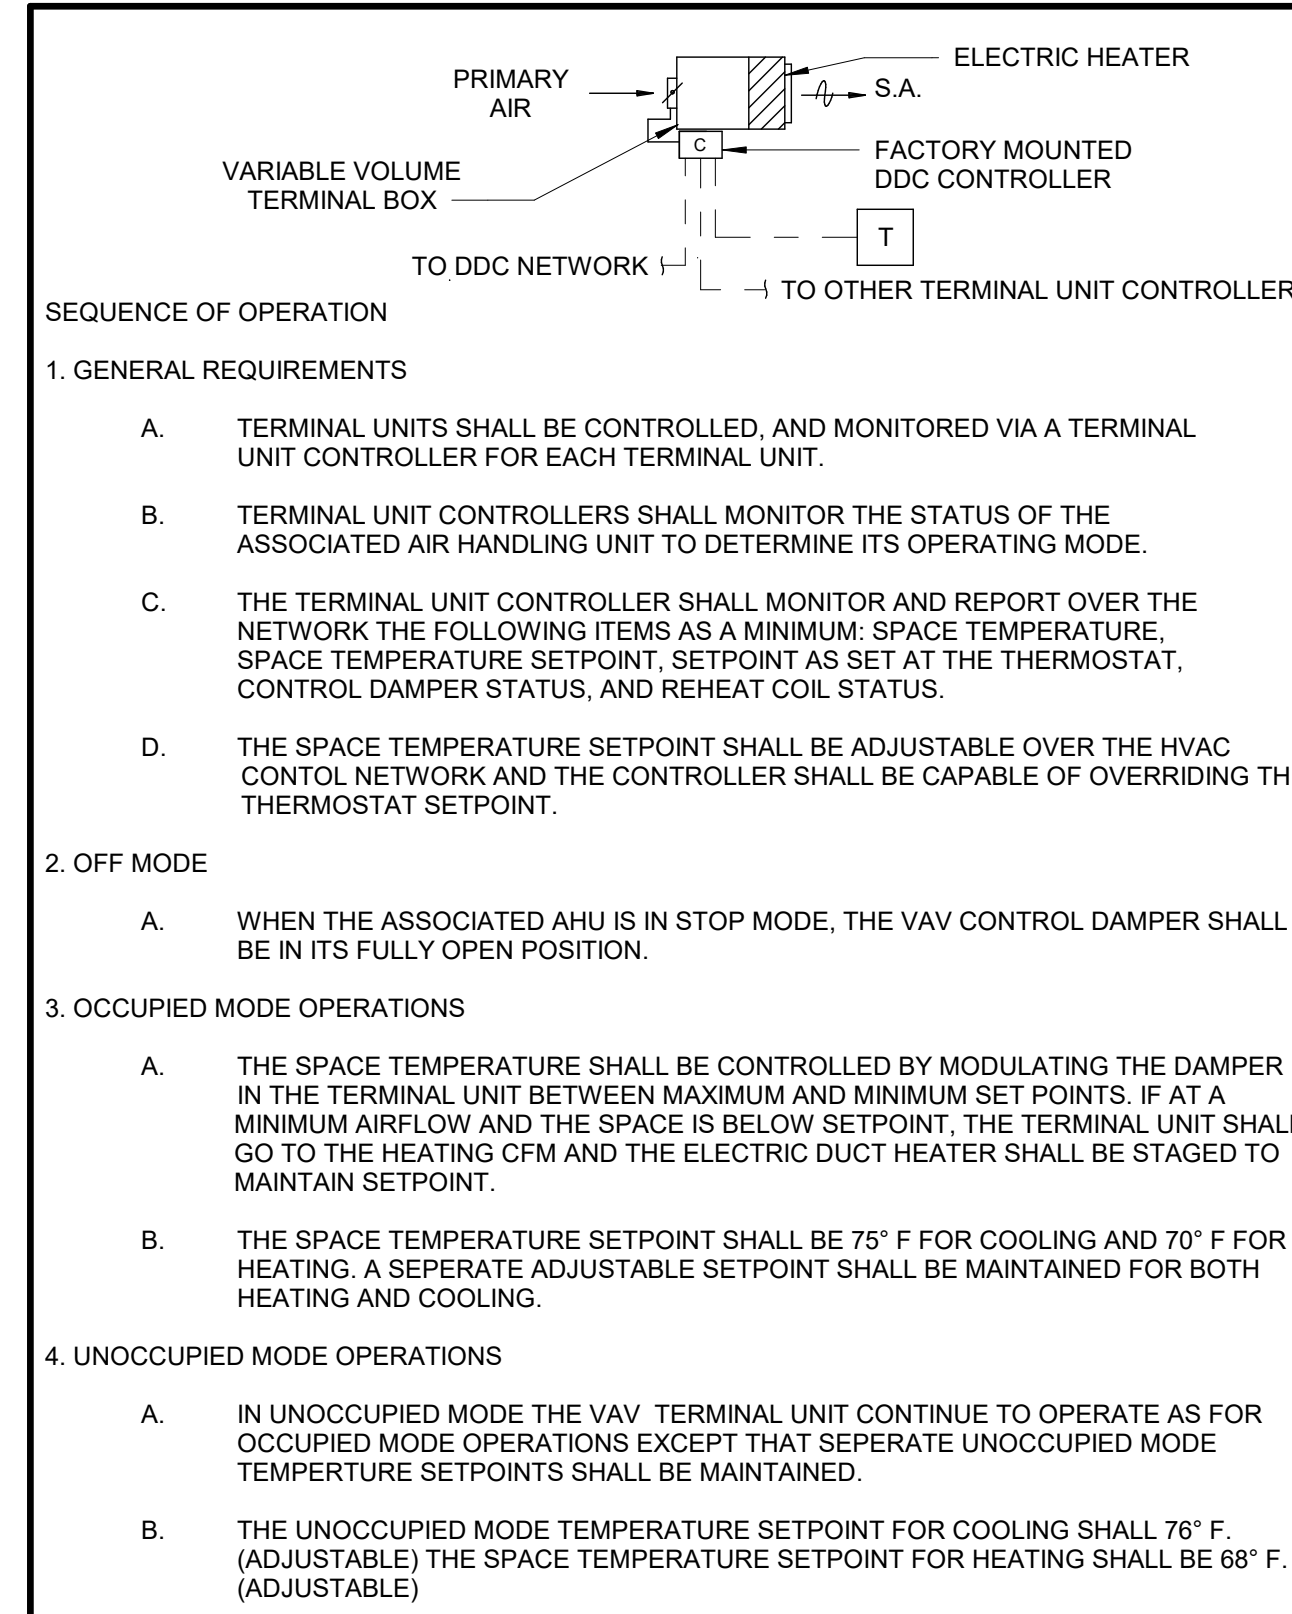 ELECTRIC HEATER
PRIMARY
AIR
S.A.
C
FACTORY MOUNTED
DDC CONTROLLER
VARIABLE VOLUME
TERMINAL BOX
T
TO DDC NETWORK
TO OTHER TERMINAL UNIT CONTROLLER
SEQUENCE OF OPERATION
1. GENERAL REQUIREMENTS
A. TERMINAL UNITS SHALL BE CONTROLLED, AND MONITORED VIA A TERMINAL
UNIT CONTROLLER FOR EACH TERMINAL UNIT.
B. TERMINAL UNIT CONTROLLERS SHALL MONITOR THE STATUS OF THE
ASSOCIATED AIR HANDLING UNIT TO DETERMINE ITS OPERATING MODE.
C. THE TERMINAL UNIT CONTROLLER SHALL MONITOR AND REPORT OVER THE
NETWORK THE FOLLOWING ITEMS AS A MINIMUM: SPACE TEMPERATURE,
SPACE TEMPERATURE SETPOINT, SETPOINT AS SET AT THE THERMOSTAT,
CONTROL DAMPER STATUS, AND REHEAT COIL STATUS.
D. THE SPACE TEMPERATURE SETPOINT SHALL BE ADJUSTABLE OVER THE HVAC
CONTOL NETWORK AND THE CONTROLLER SHALL BE CAPABLE OF OVERRIDING TH
THERMOSTAT SETPOINT.
2. OFF MODE
A. WHEN THE ASSOCIATED AHU IS IN STOP MODE, THE VAV CONTROL DAMPER SHALL
BE IN ITS FULLY OPEN POSITION.
3. OCCUPIED MODE OPERATIONS
A. THE SPACE TEMPERATURE SHALL BE CONTROLLED BY MODULATING THE DAMPER
IN THE TERMINAL UNIT BETWEEN MAXIMUM AND MINIMUM SET POINTS. IF AT A
MINIMUM AIRFLOW AND THE SPACE IS BELOW SETPOINT, THE TERMINAL UNIT SHALL
GO TO THE HEATING CFM AND THE ELECTRIC DUCT HEATER SHALL BE STAGED TO
MAINTAIN SETPOINT.
B. THE SPACE TEMPERATURE SETPOINT SHALL BE 75° F FOR COOLING AND 70° F FOR
HEATING. A SEPERATE ADJUSTABLE SETPOINT SHALL BE MAINTAINED FOR BOTH
HEATING AND COOLING.
4. UNOCCUPIED MODE OPERATIONS
A. IN UNOCCUPIED MODE THE VAV TERMINAL UNIT CONTINUE TO OPERATE AS FOR
OCCUPIED MODE OPERATIONS EXCEPT THAT SEPERATE UNOCCUPIED MODE
TEMPERTURE SETPOINTS SHALL BE MAINTAINED.
B. THE UNOCCUPIED MODE TEMPERATURE SETPOINT FOR COOLING SHALL 76° F.
(ADJUSTABLE) THE SPACE TEMPERATURE SETPOINT FOR HEATING SHALL BE 68° F.
(ADJUSTABLE)